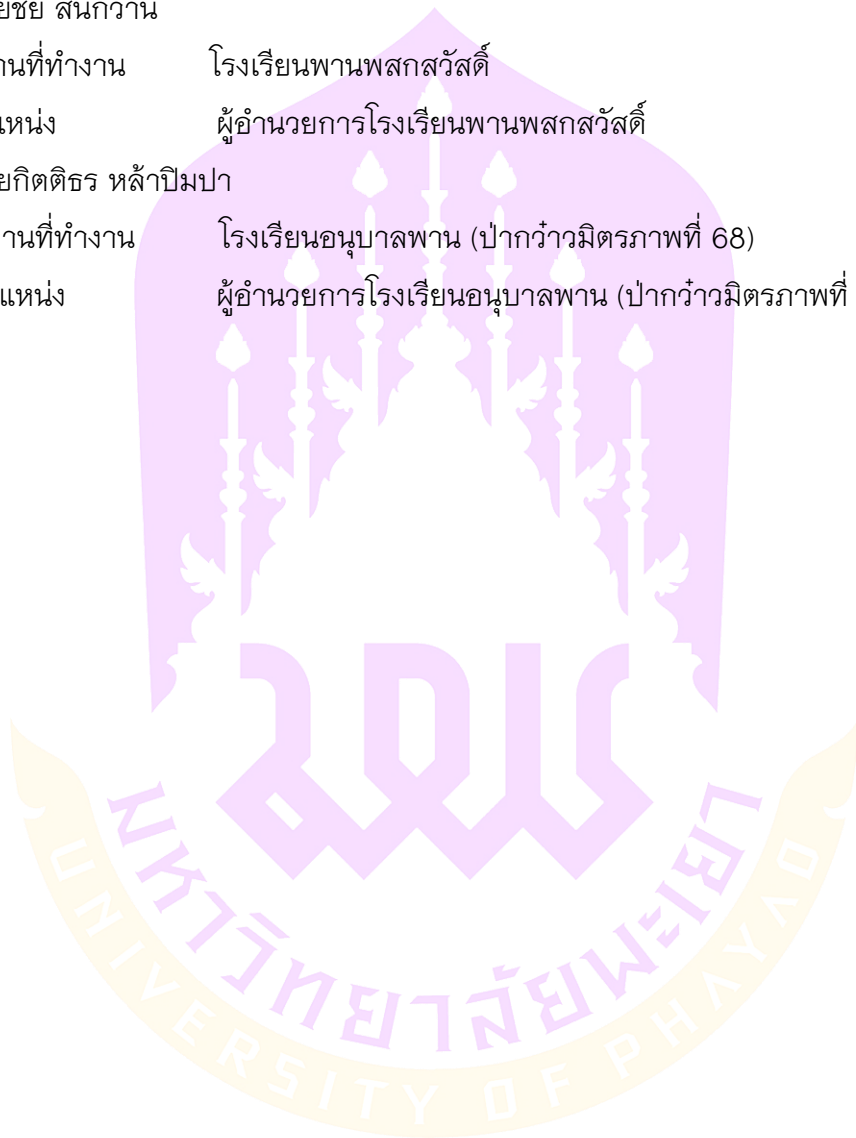 ยชัย สันกว๊าน
านที่ทำงาน โรงเรียนพานพสกสวัสดิ์
แหน่ง ผู้อำนวยการโรงเรียนพานพสกสวัสดิ์
ยกิตติธร หล้าปิมปา
านที่ทำงาน โรงเรียนอนุบาลพาน (ป่ากว๋าวมิตรภาพที่ 68)
แหน่ง ผู้อำนวยการโรงเรียนอนุบาลพาน (ป่ากว๋าวมิตรภาพที่
มพ
มหาวิทยาลัยพะเยา
UNIVERSITY OF PHAYAO